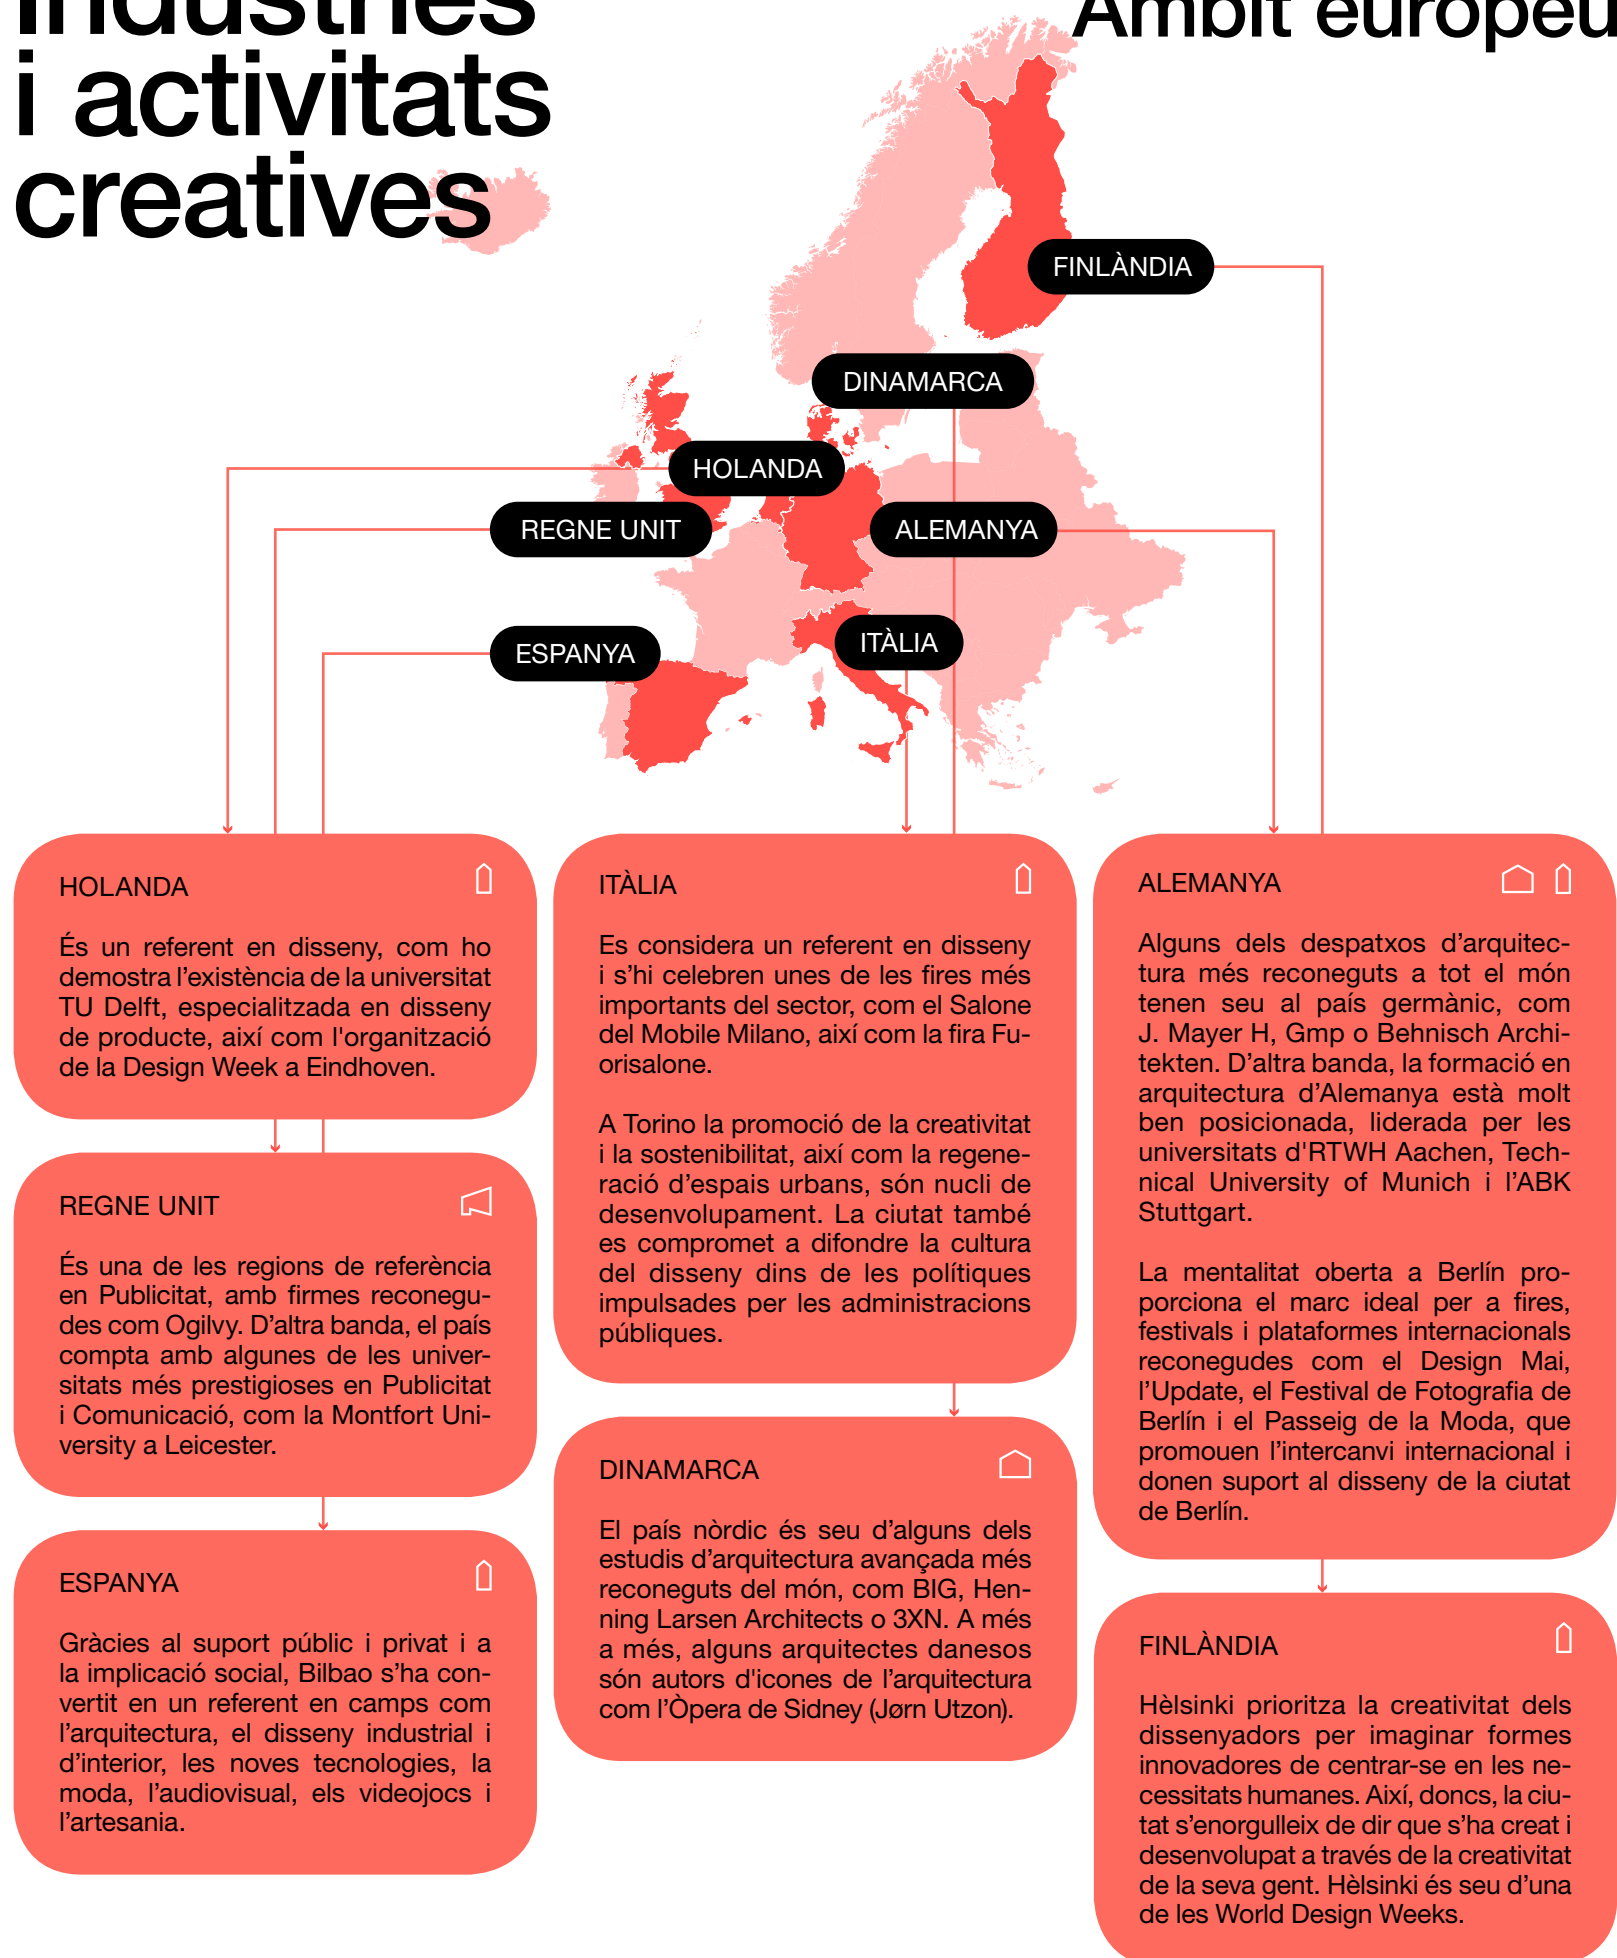 Indústries
i activitats
creatives
Àmbit europeu
FINLÀNDIA
DINAMARCA
HOLANDA
REGNE UNIT
ALEMANYA
ITÀLIA
ESPANYA
HOLANDA
És un referent en disseny, com ho
demostra l’existència de la universitat
TU Delft, especialitzada en disseny
de producte, així com l'organització
de la Design Week a Eindhoven.
REGNE UNIT
És una de les regions de referència
en Publicitat, amb firmes reconegu-
des com Ogilvy. D’altra banda, el país
compta amb algunes de les univer-
sitats més prestigioses en Publicitat
i Comunicació, com la Montfort Uni-
versity a Leicester.
ESPANYA
Gràcies al suport públic i privat i a
la implicació social, Bilbao s’ha con-
vertit en un referent en camps com
l’arquitectura, el disseny industrial i
d’interior, les noves tecnologies, la
moda, l’audiovisual, els videojocs i
l’artesania.
ITÀLIA
Es considera un referent en disseny
i s’hi celebren unes de les fires més
importants del sector, com el Salone
del Mobile Milano, així com la fira Fu-
orisalone.
A Torino la promoció de la creativitat
i la sostenibilitat, així com la regene-
ració d’espais urbans, són nucli de
desenvolupament. La ciutat també
es compromet a difondre la cultura
del disseny dins de les polítiques
impulsades per les administracions
públiques.
DINAMARCA
El país nòrdic és seu d’alguns dels
estudis d’arquitectura avançada més
reconeguts del món, com BIG, Hen-
ning Larsen Architects o 3XN. A més
a més, alguns arquitectes danesos
són autors d'icones de l’arquitectura
com l’Òpera de Sidney (Jørn Utzon).
ALEMANYA
Alguns dels despatxos d’arquitec-
tura més reconeguts a tot el món
tenen seu al país germànic, com
J. Mayer H, Gmp o Behnisch Archi-
tekten. D’altra banda, la formació en
arquitectura d’Alemanya està molt
ben posicionada, liderada per les
universitats d'RTWH Aachen, Tech-
nical University of Munich i l’ABK
Stuttgart.
La mentalitat oberta a Berlín pro-
porciona el marc ideal per a fires,
festivals i plataformes internacionals
reconegudes com el Design Mai,
l’Update, el Festival de Fotografia de
Berlín i el Passeig de la Moda, que
promouen l’intercanvi internacional i
donen suport al disseny de la ciutat
de Berlín.
FINLÀNDIA
Hèlsinki prioritza la creativitat dels
dissenyadors per imaginar formes
innovadores de centrar-se en les ne-
cessitats humanes. Així, doncs, la ciu-
tat s’enorgulleix de dir que s’ha creat i
desenvolupat a través de la creativitat
de la seva gent. Hèlsinki és seu d’una
de les World Design Weeks.